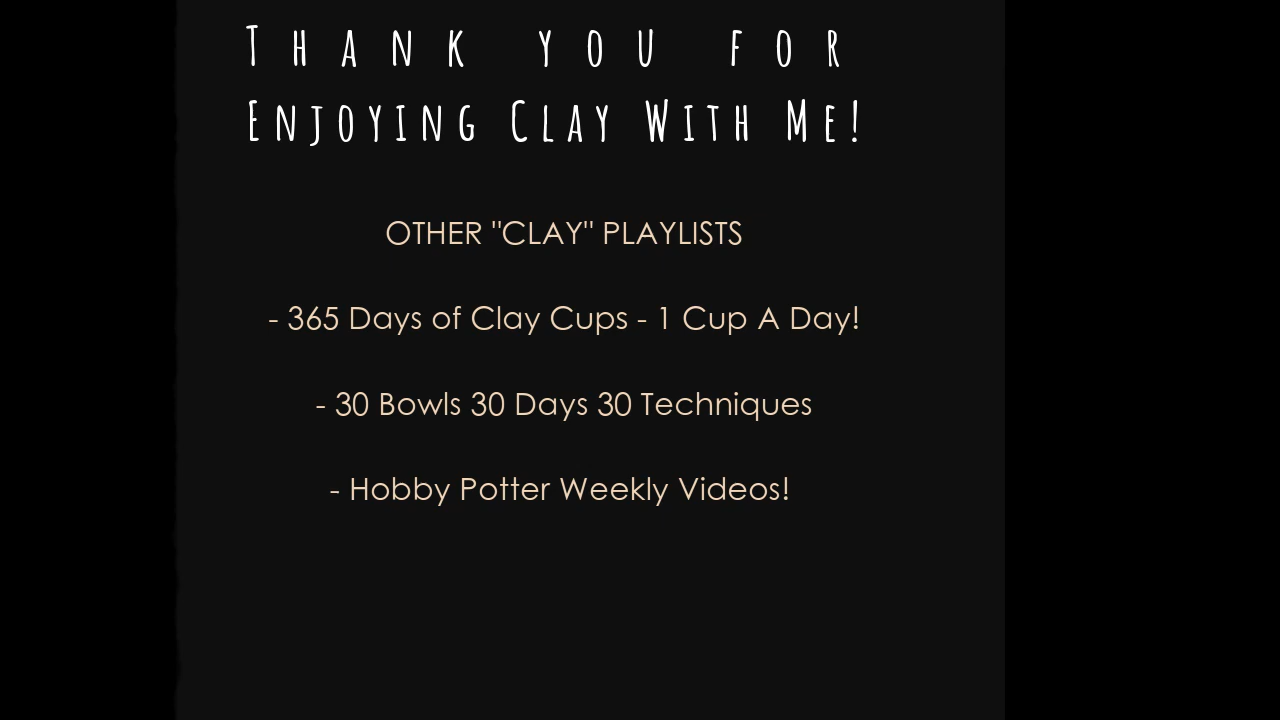 Thank you for
Enjoying Clay With Me!
OTHER "CLAY" PLAYLISTS
- 365 Days of Clay Cups - 1 Cup A Day!
- 30 Bowls 30 Days 30 Techniques
- Hobby Potter Weekly Videos!